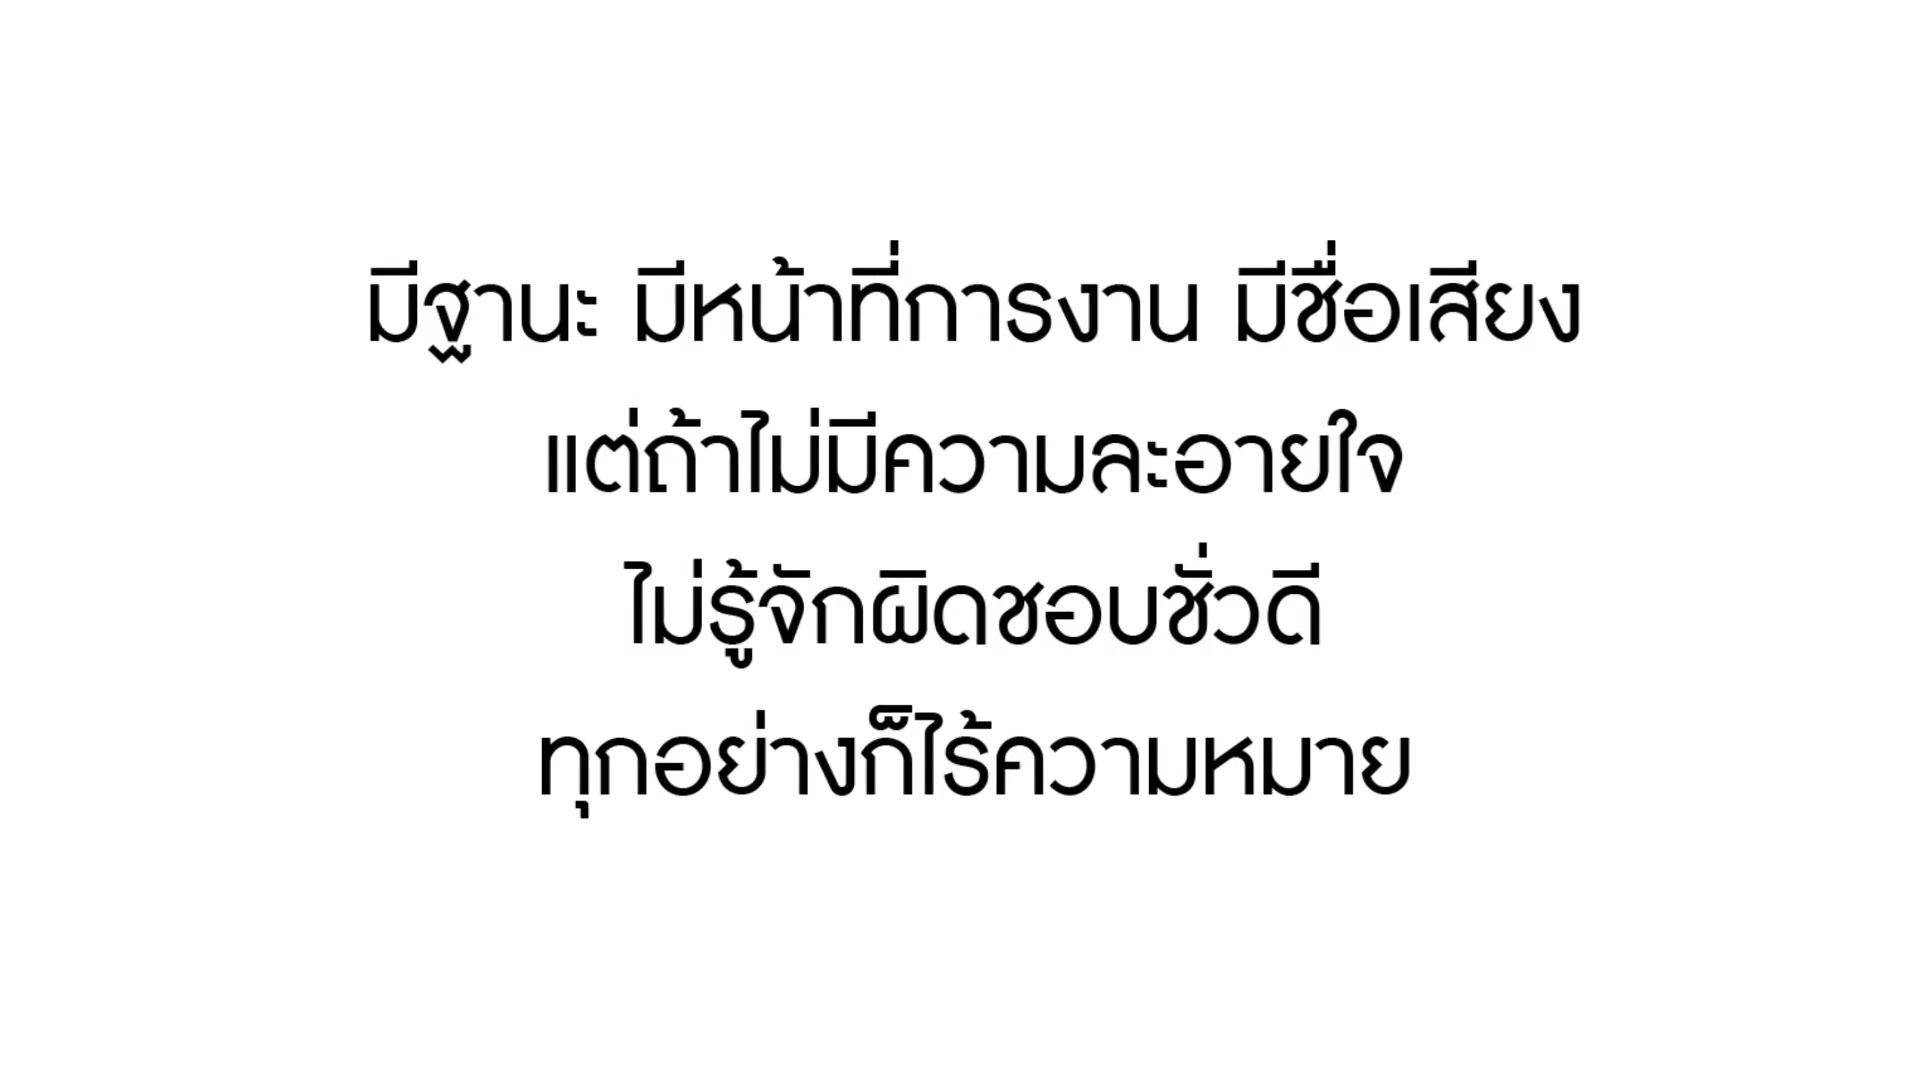 มีฐานะ มีหน้าที่การงาน มีชื่อเสียง
แต่ถ้าไม่มีความละอายใจ
ไม่รู้จักผิดชอบชั่วดี
ทุกอย่างก็ไร้ความหมาย